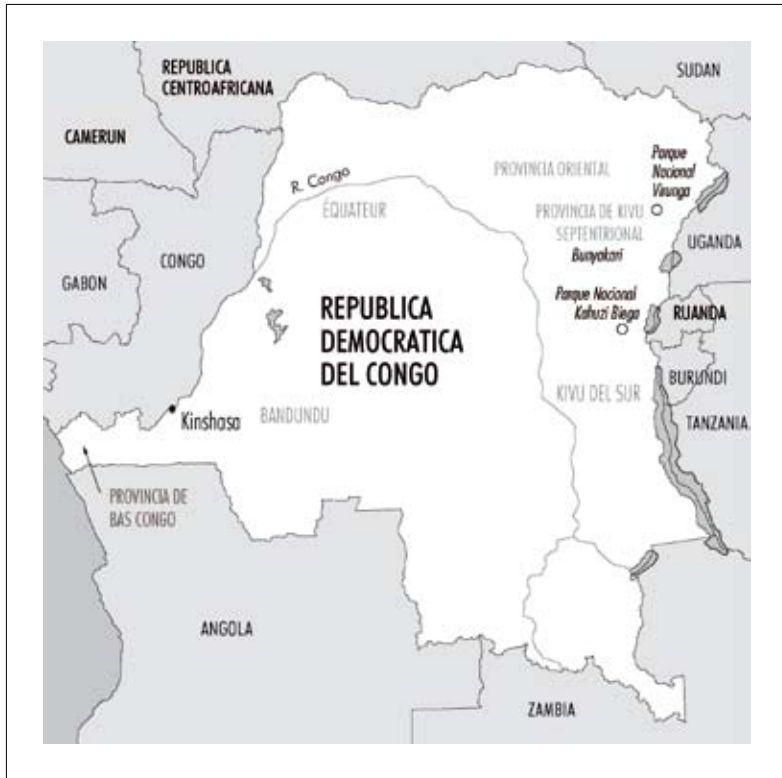 REPUBLICA
CENTROAFRICANA
SUDAN
CAMERUN
Parque
Nacional
Virunga
R. Congo
PROVINCIA ORIENTAL
ÉQUATEUR
PROVINCIA DE KIVU
SEPTENTRIONAL
UGANDA
CONGO
Bunyakari
GABON
Parque Nacional
Kahuzi Biega
RUANDA
REPUBLICA
DEMOCRATICA
DEL CONGO
BURUNDI
KIVU DEL SUR
Kinshasa
BANDUNDU
TANZANIA
PROVINCIA DE
BAS CONGO
ANGOLA
ZAMBIA